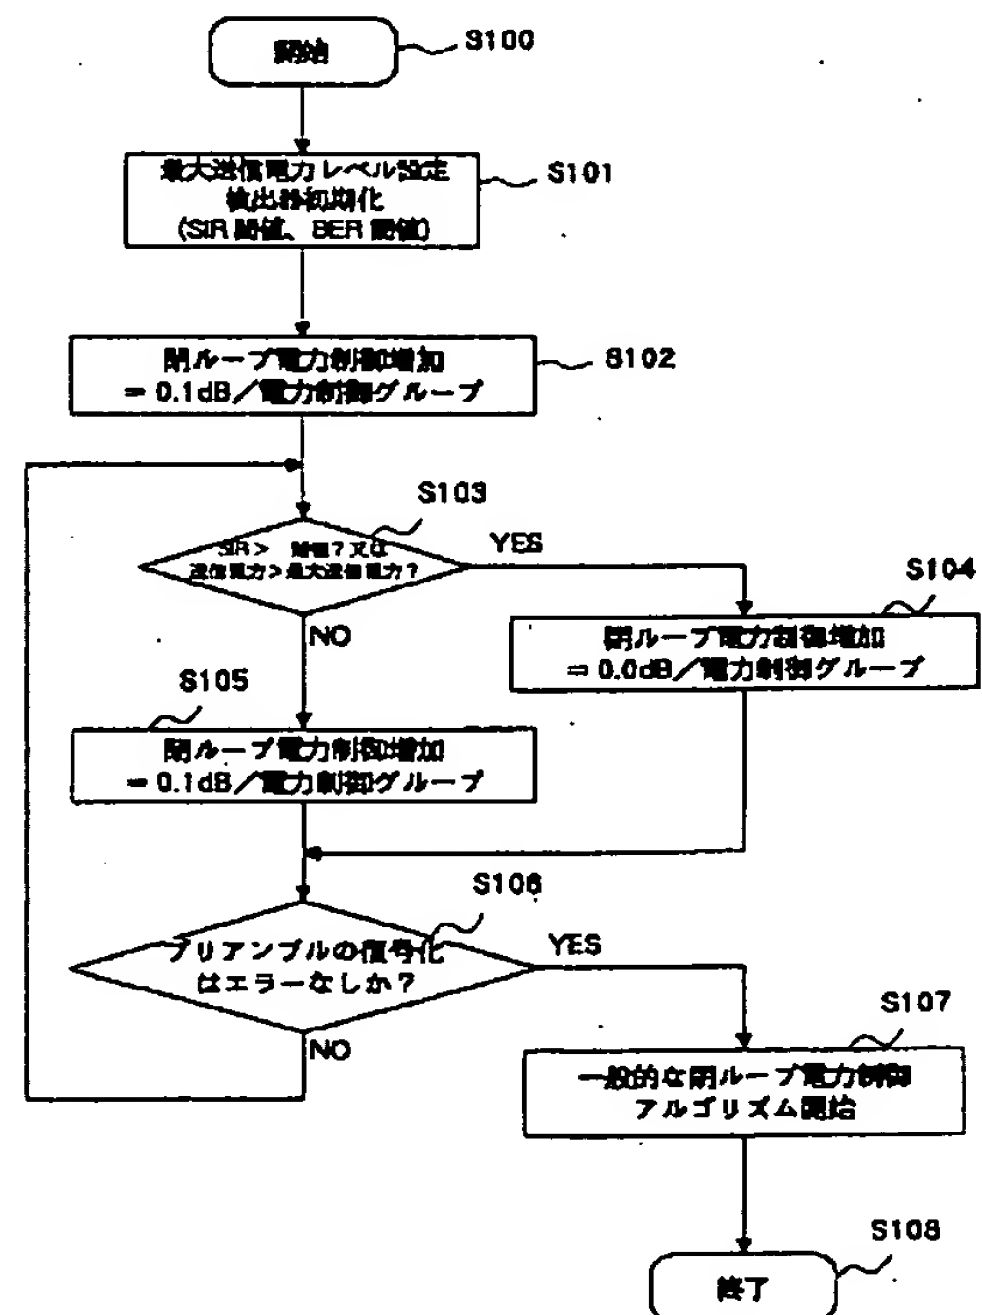 開始
S100
最大送信電力レベル設定
検出器初期化
(SIR 閾値、BER 閾値)
S101
閉ループ電力制御増加
= 0.1dB/電力制御グループ
S102
S103
SIR > 閾値?又は
送信電力>最大送信電力?
YES
NO
S104
閉ループ電力制御増加
= 0.0dB/電力制御グループ
S105
閉ループ電力制御増加
= 0.1dB/電力制御グループ
S106
プリアンブルの復号化
はエラーなしか?
YES
NO
S107
一般的な閉ループ電力制御
アルゴリズム開始
S108
終了